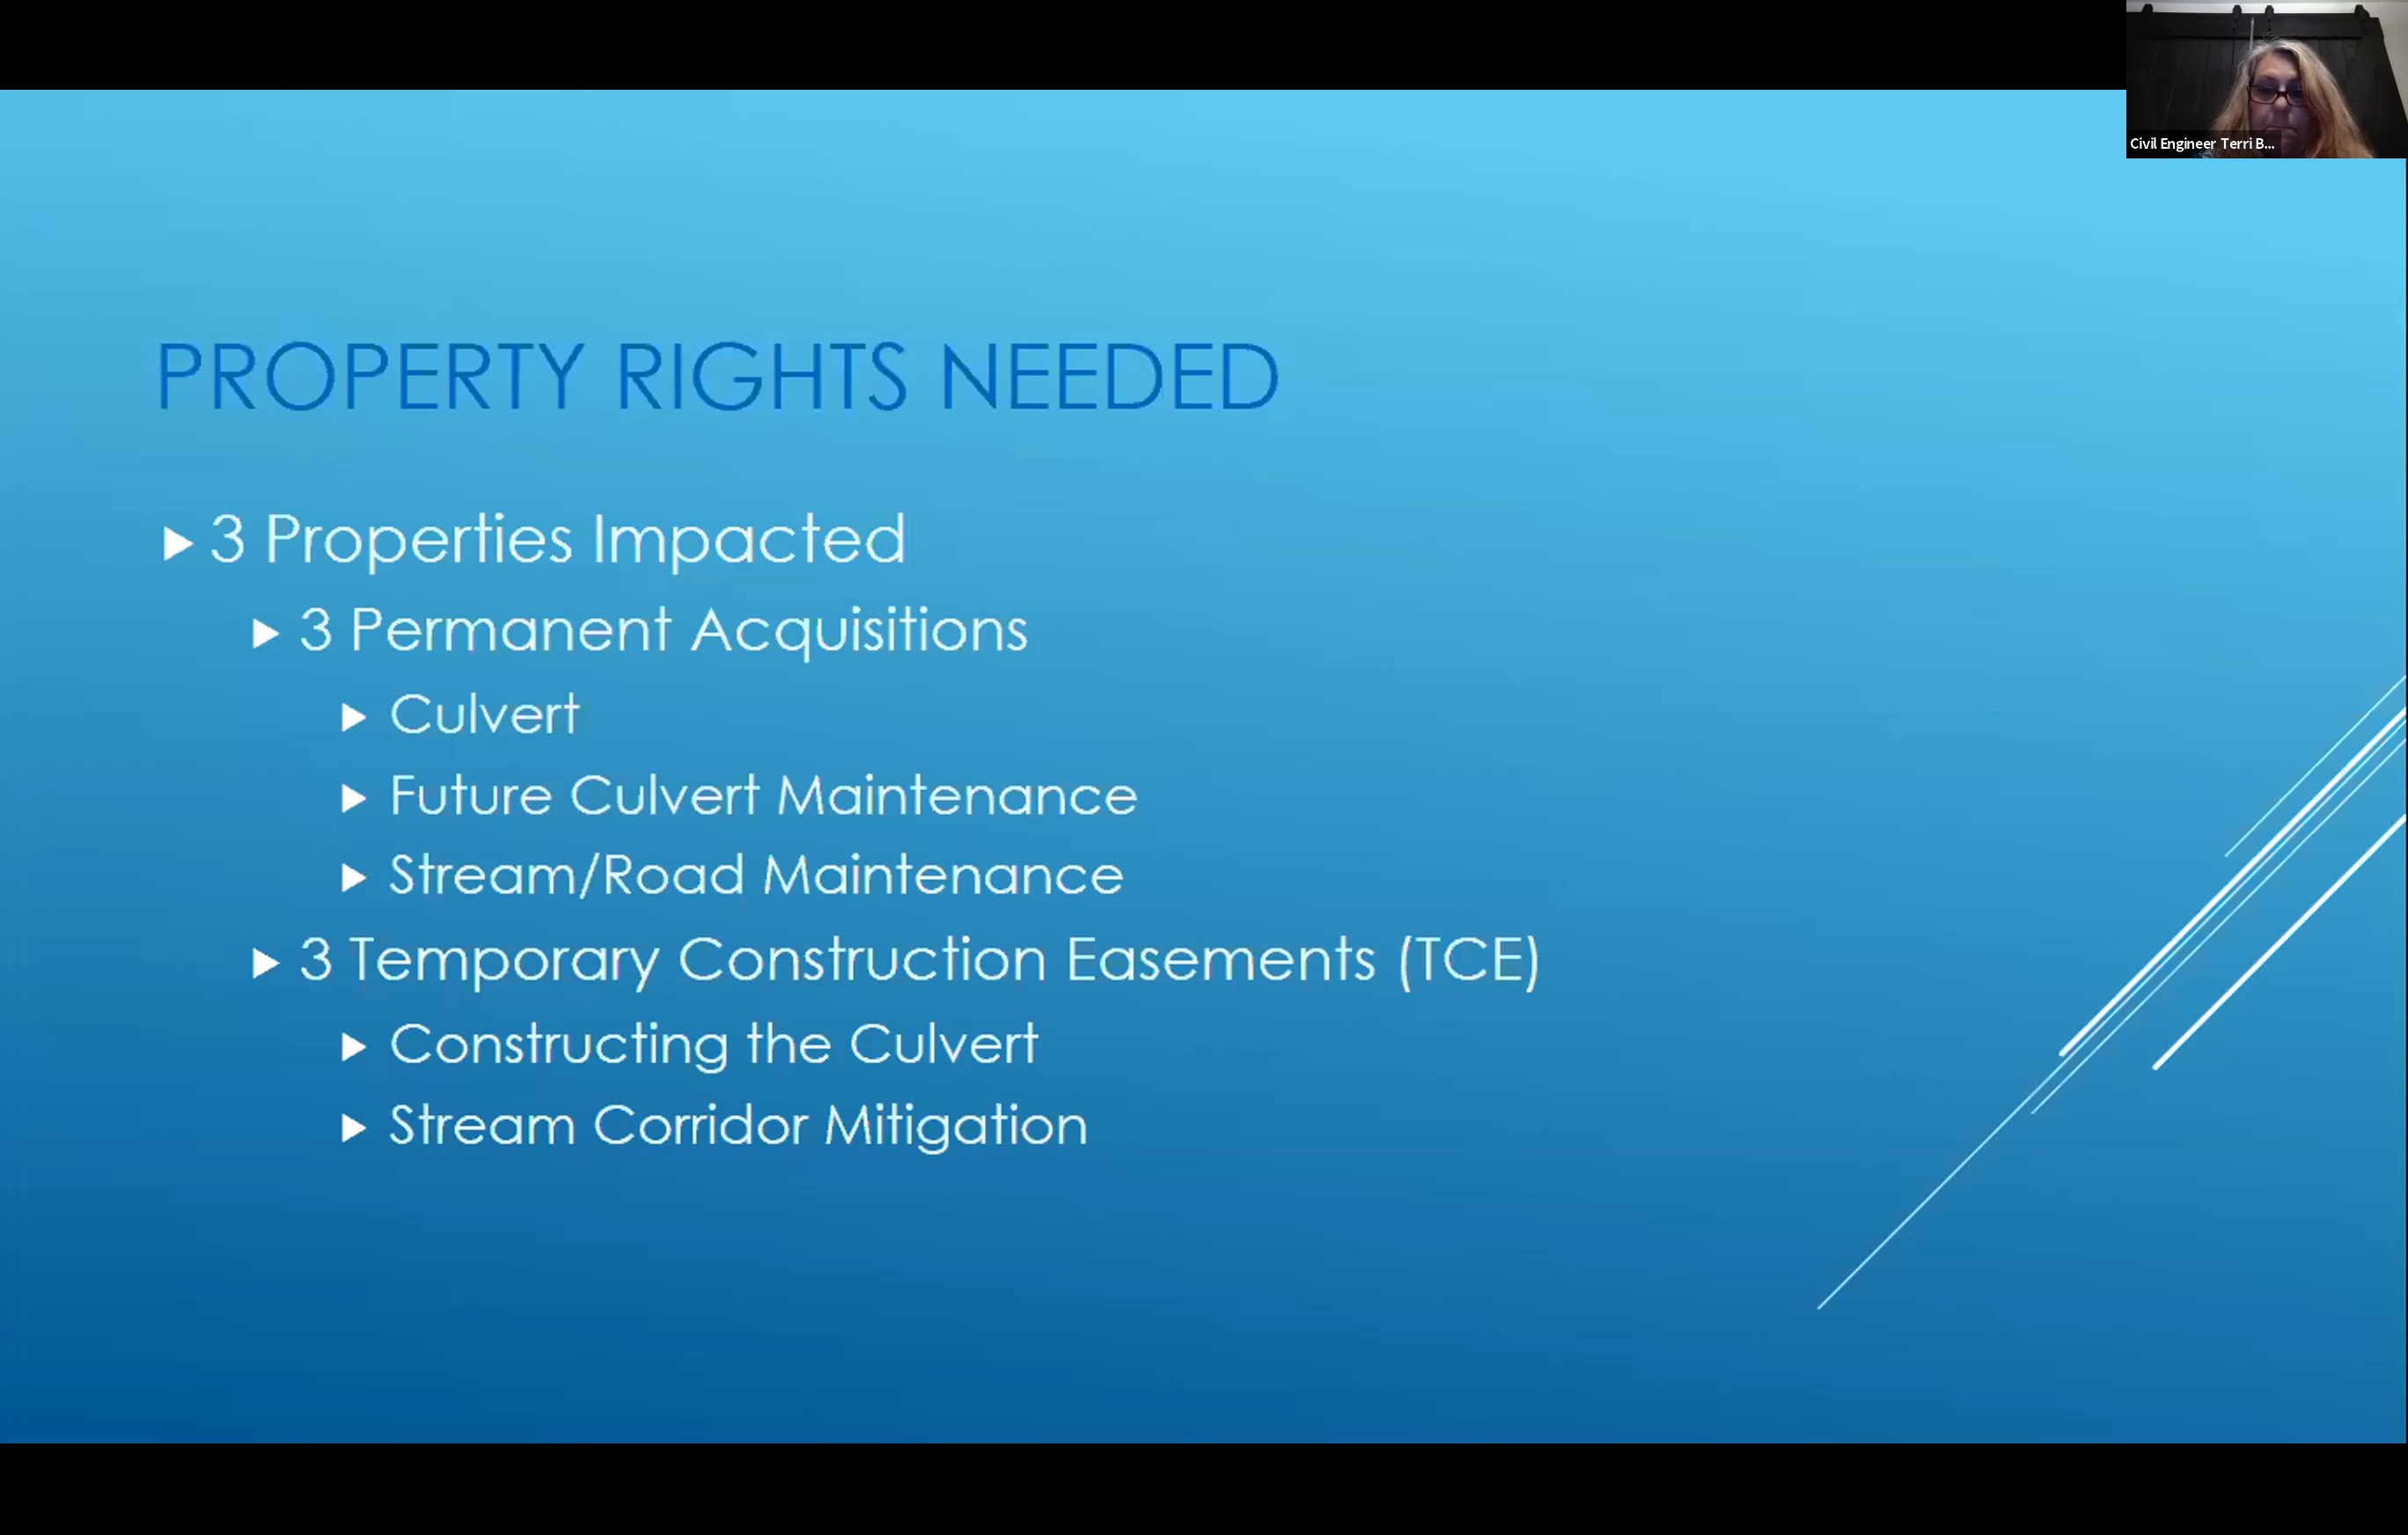 Civil Engineer Terri B...
PROPERTY RIGHTS NEEDED
3 Properties Impacted
3 Permanent Acquisitions
Culvert
Future Culvert Maintenance
Stream/Road Maintenance
3 Temporary Construction Easements (TCE)
Constructing the Culvert
Stream Corridor Mitigation